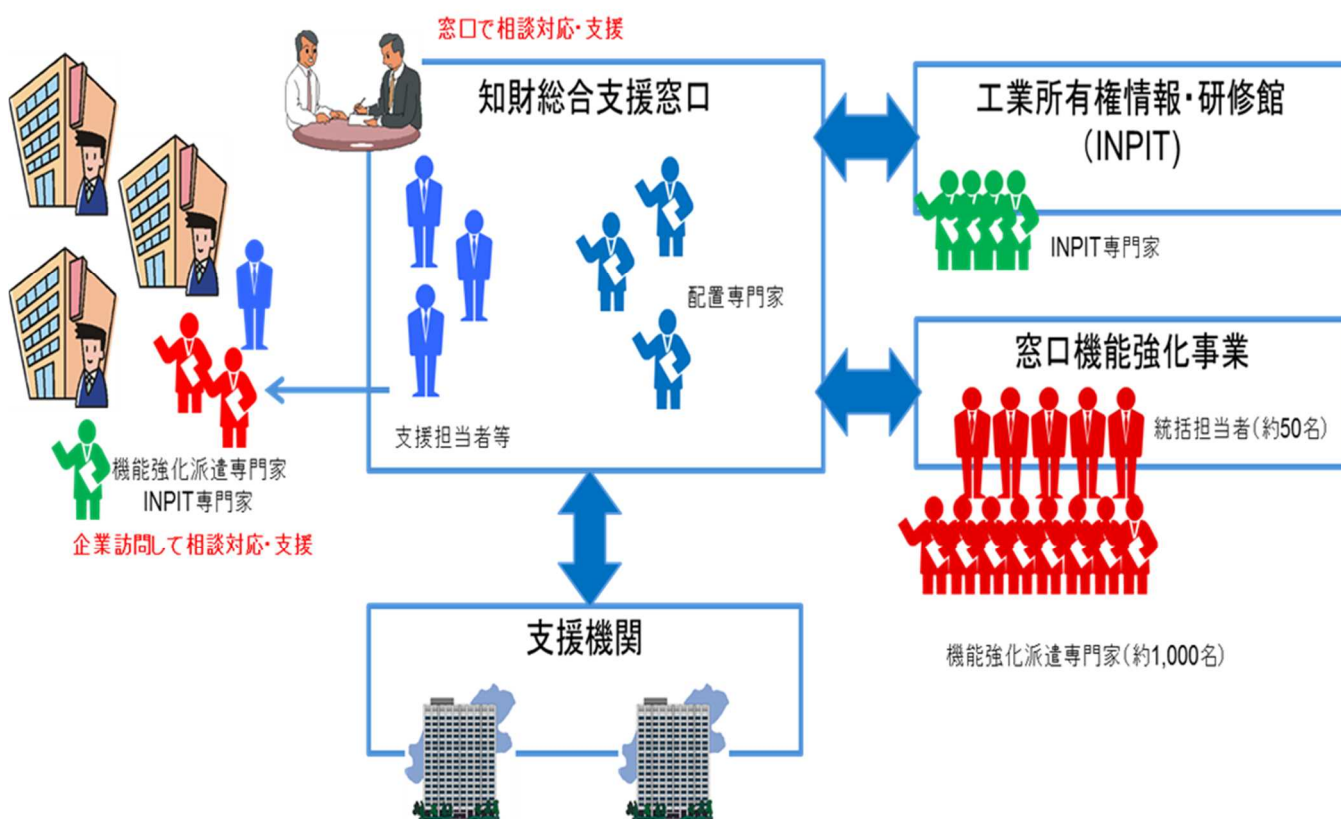 窓口で相談対応・支援
知財総合支援窓口
配置専門家
支援担当者等
工業所有権情報・研修館
(INPIT)
INPIT専門家
窓口機能強化事業
統括担当者(約50名)
機能強化派遣専門家(約1,000名)
機能強化派遣専門家
INPIT専門家
企業訪問して相談対応・支援
支援機関